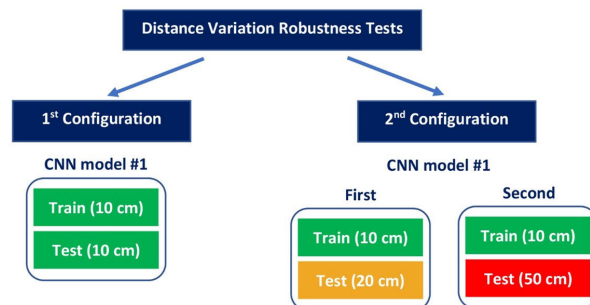 Distance Variation Robustness Tests
1st Configuration
CNN model #1
Train (10 cm)
Test (10 cm)
2nd Configuration
CNN model #1
First
Train (10 cm)
Test (20 cm)
Second
Train (10 cm)
Test (50 cm)